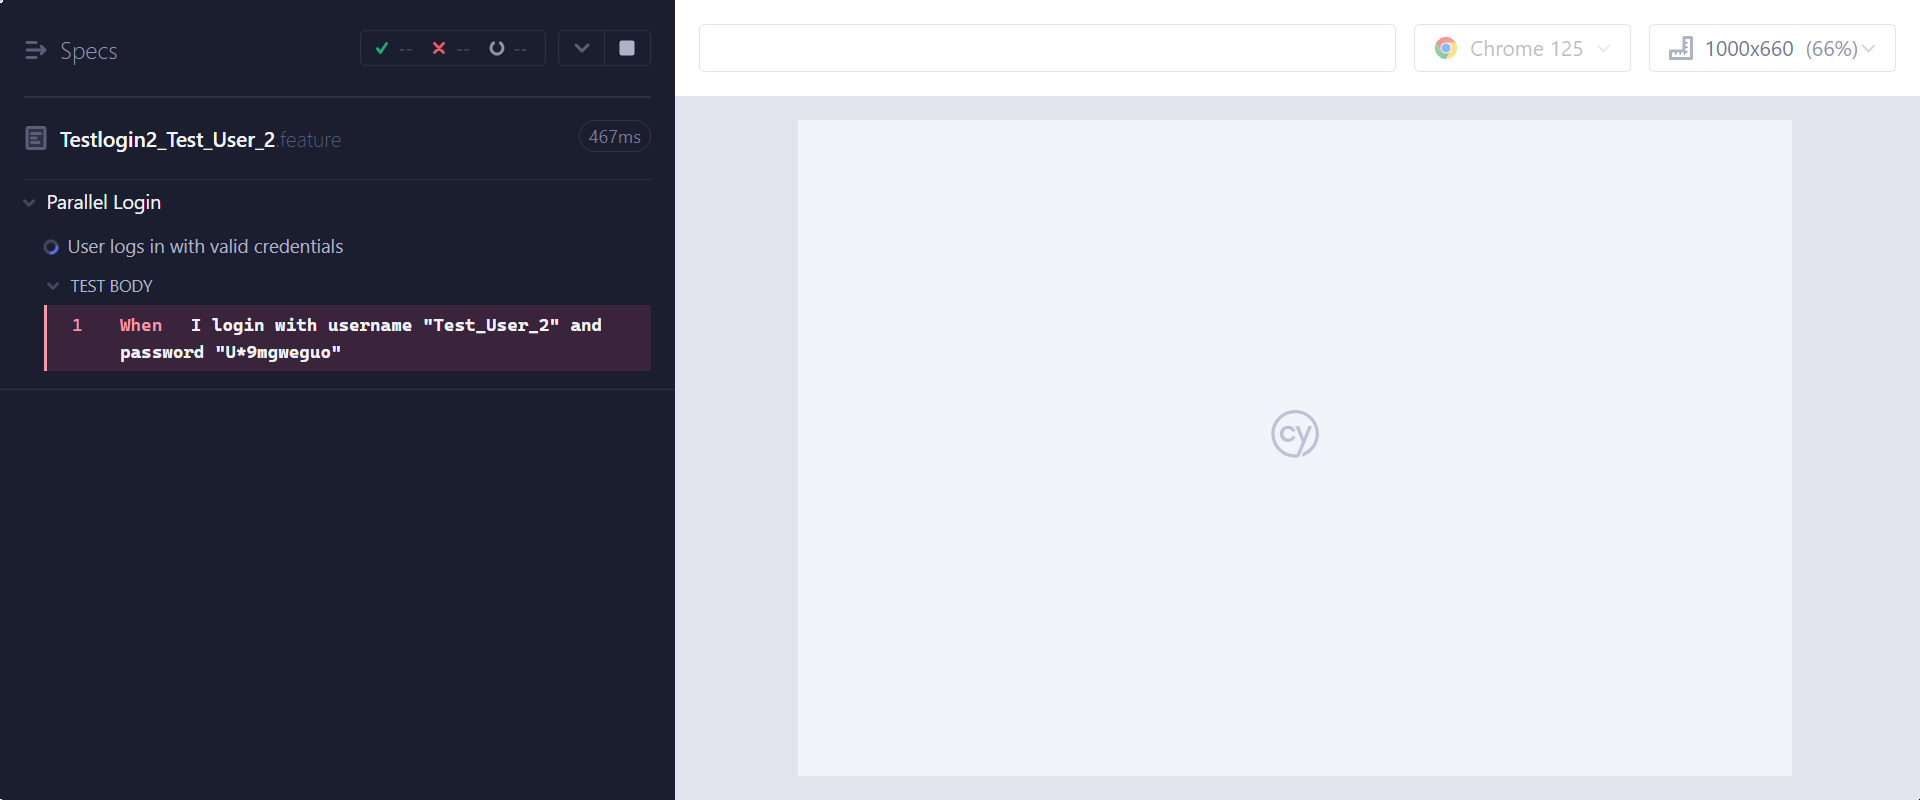 Specs
-- -- --
Testlogin2_Test_User_2.feature
467ms
Parallel Login
User logs in with valid credentials
TEST BODY
1 When I login with username "Test_User_2" and
password "U*9mgweguo"
Chrome 125
1000x660 (66%)
cy